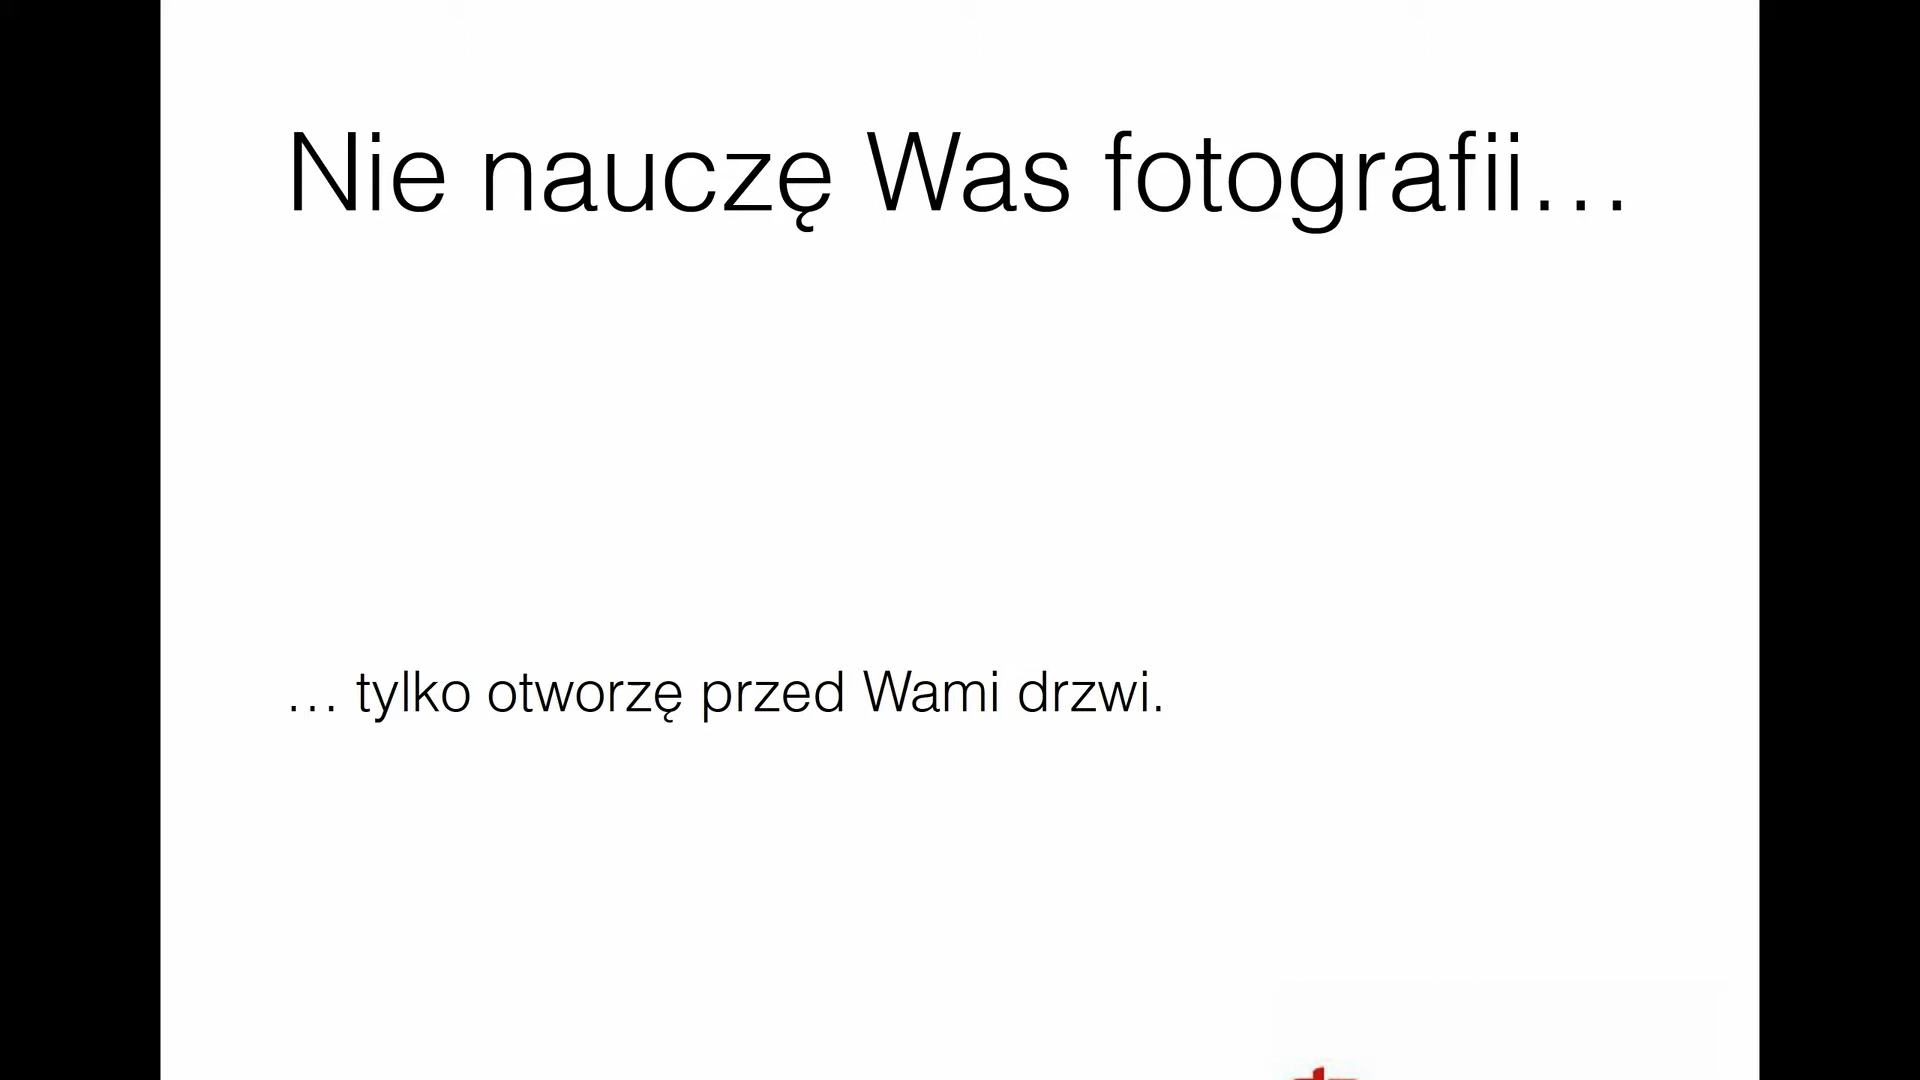 Nie nauczę Was fotografii…
… tylko otworzę przed Wami drzwi.